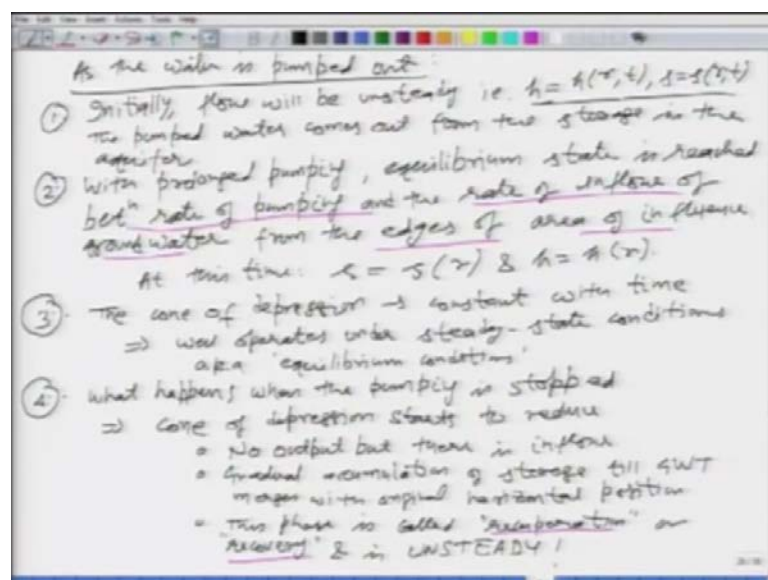 As the water is pumped out:
① Initially, flow will be unsteady i.e. h = h(r,t), s = s(r,t)
The pumped water comes out from the storage in the
aquifer.
② With prolonged pumping, equilibrium state is reached
betⁿ rate of pumping and the rate of inflow of
ground water from the edges of area of influence
At this time: s = s(r) & h = h(r).
③ The cone of depression → constant with time
⇒ well operates under steady-state conditions
aka 'equilibrium conditions'
④ what happens when the pumping is stopped
⇒ cone of depression starts to reduce
• No output but there is inflow
• Gradual accumulation of storage till GWT
merges with original horizontal position
• This phase is called "recuperation" or
"recovery" & is UNSTEADY!